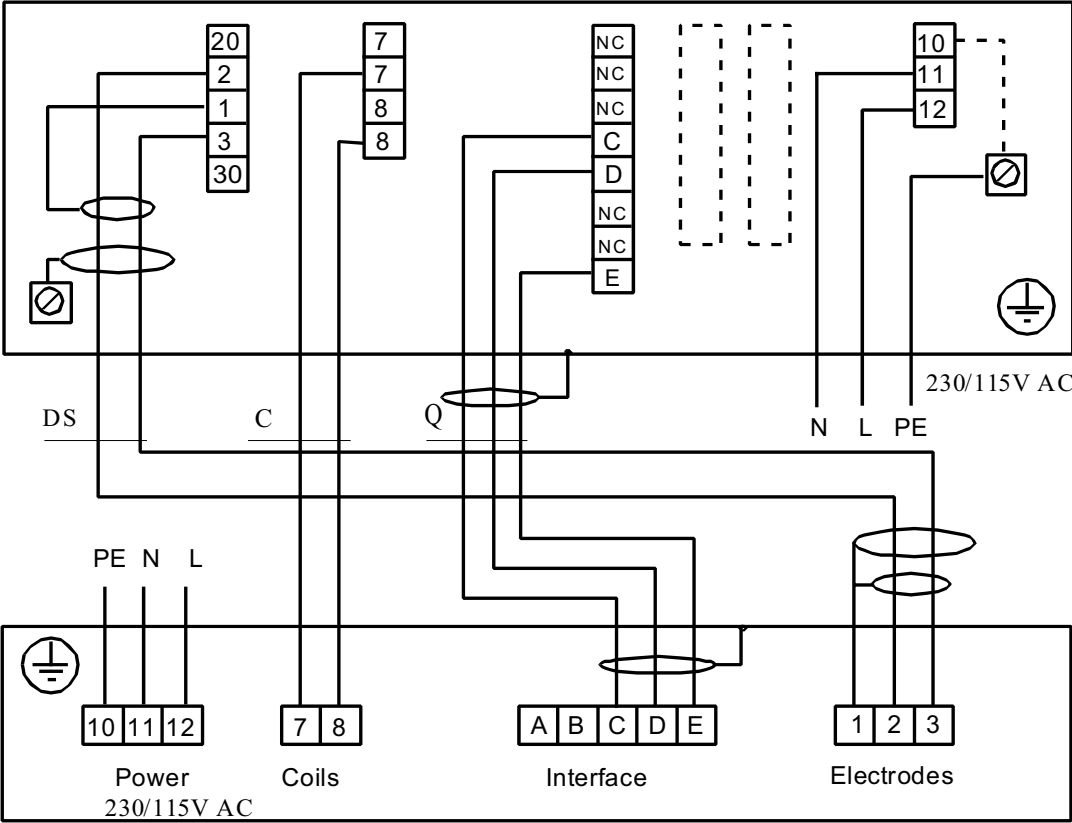 20
2
1
3
30
7
7
8
8
NC
NC
NC
C
D
NC
NC
E
10
11
12
230/115V AC
N L PE
DS C Q
PE N L
10 11 12
7 8
A B C D E
1 2 3
Power
230/115V AC
Coils
Interface
Electrodes